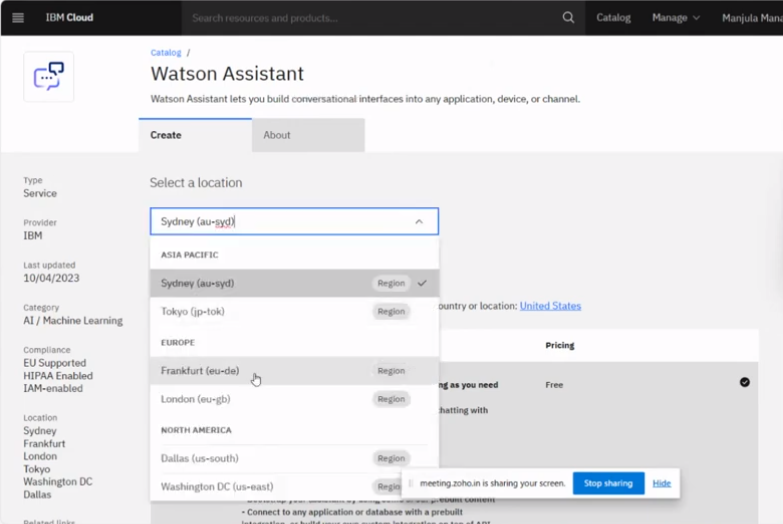 IBM Cloud
Search resources and products...
Catalog
Manage
Manjula Mana
Catalog /
Watson Assistant
Watson Assistant lets you build conversational interfaces into any application, device, or channel.
Create
About
Type
Service
Provider
IBM
Last updated
10/04/2023
Category
AI / Machine Learning
Compliance
EU Supported
HIPAA Enabled
IAM-enabled
Location
Sydney
Frankfurt
London
Tokyo
Washington DC
Dallas
Related links
Select a location
Sydney (au-syd)
ASIA PACIFIC
Sydney (au-syd) Region
Tokyo (jp-tok) Region
EUROPE
Frankfurt (eu-de) Region
London (eu-gb) Region
NORTH AMERICA
Dallas (us-south) Region
Washington DC (us-east) Regio
ountry or location: United States
Pricing
ng as you need
Free
hatting with
meeting.zoho.in is sharing your screen.
Stop sharing
Hide
• Connect to any application or database with a prebuilt